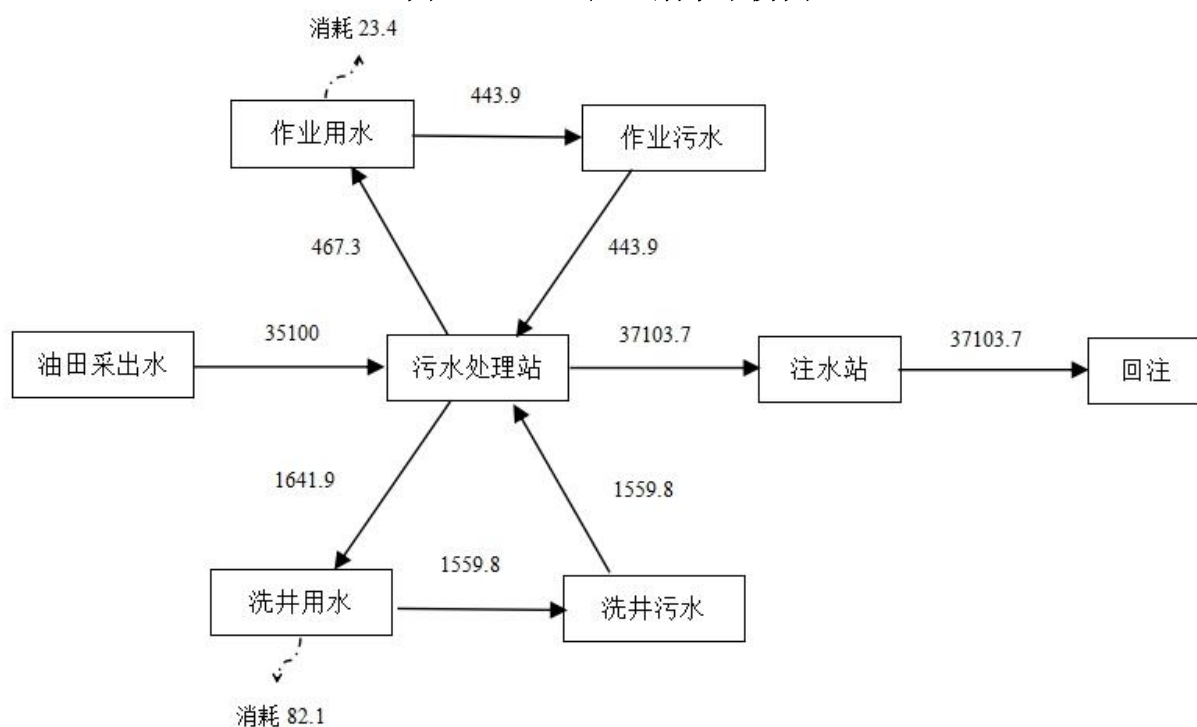 消耗 23.4
443.9
作业用水
作业污水
467.3
443.9
35100
37103.7
37103.7
油田采出水
污水处理站
注水站
回注
1641.9
1559.8
1559.8
洗井用水
洗井污水
消耗 82.1